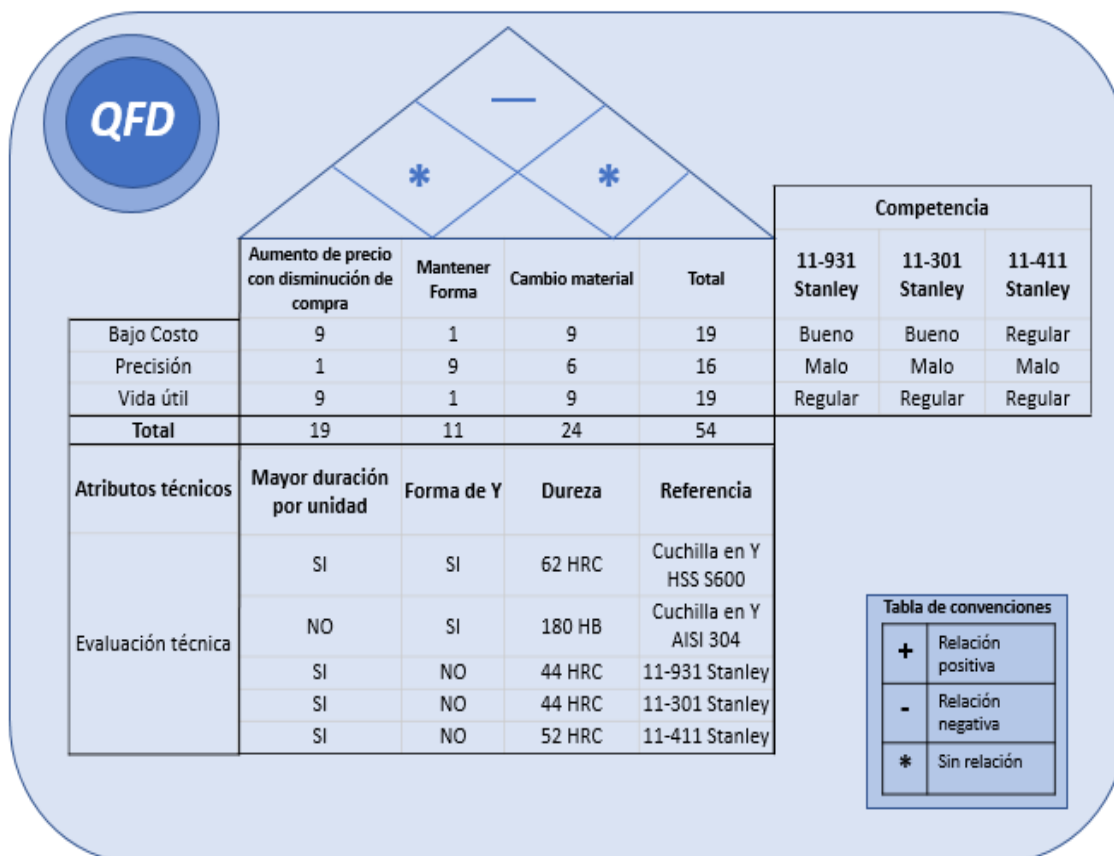 QFD
—
*
*
Competencia
Aumento de precio
con disminución de
compra
Mantener
Forma
Cambio material
Total
11-931
Stanley
11-301
Stanley
11-411
Stanley
Bajo Costo 9 1 9 19 Bueno Bueno Regular
Precisión 1 9 6 16 Malo Malo Malo
Vida útil 9 1 9 19 Regular Regular Regular
Total 19 11 24 54
Atributos técnicos
Mayor duración
por unidad
Forma de Y
Dureza
Referencia
Evaluación técnica
SI SI 62 HRC
Cuchilla en Y
HSS S600
NO SI 180 HB
Cuchilla en Y
AISI 304
SI NO 44 HRC 11-931 Stanley
SI NO 44 HRC 11-301 Stanley
SI NO 52 HRC 11-411 Stanley
Tabla de convenciones
+
Relación
positiva
-
Relación
negativa
* Sin relación